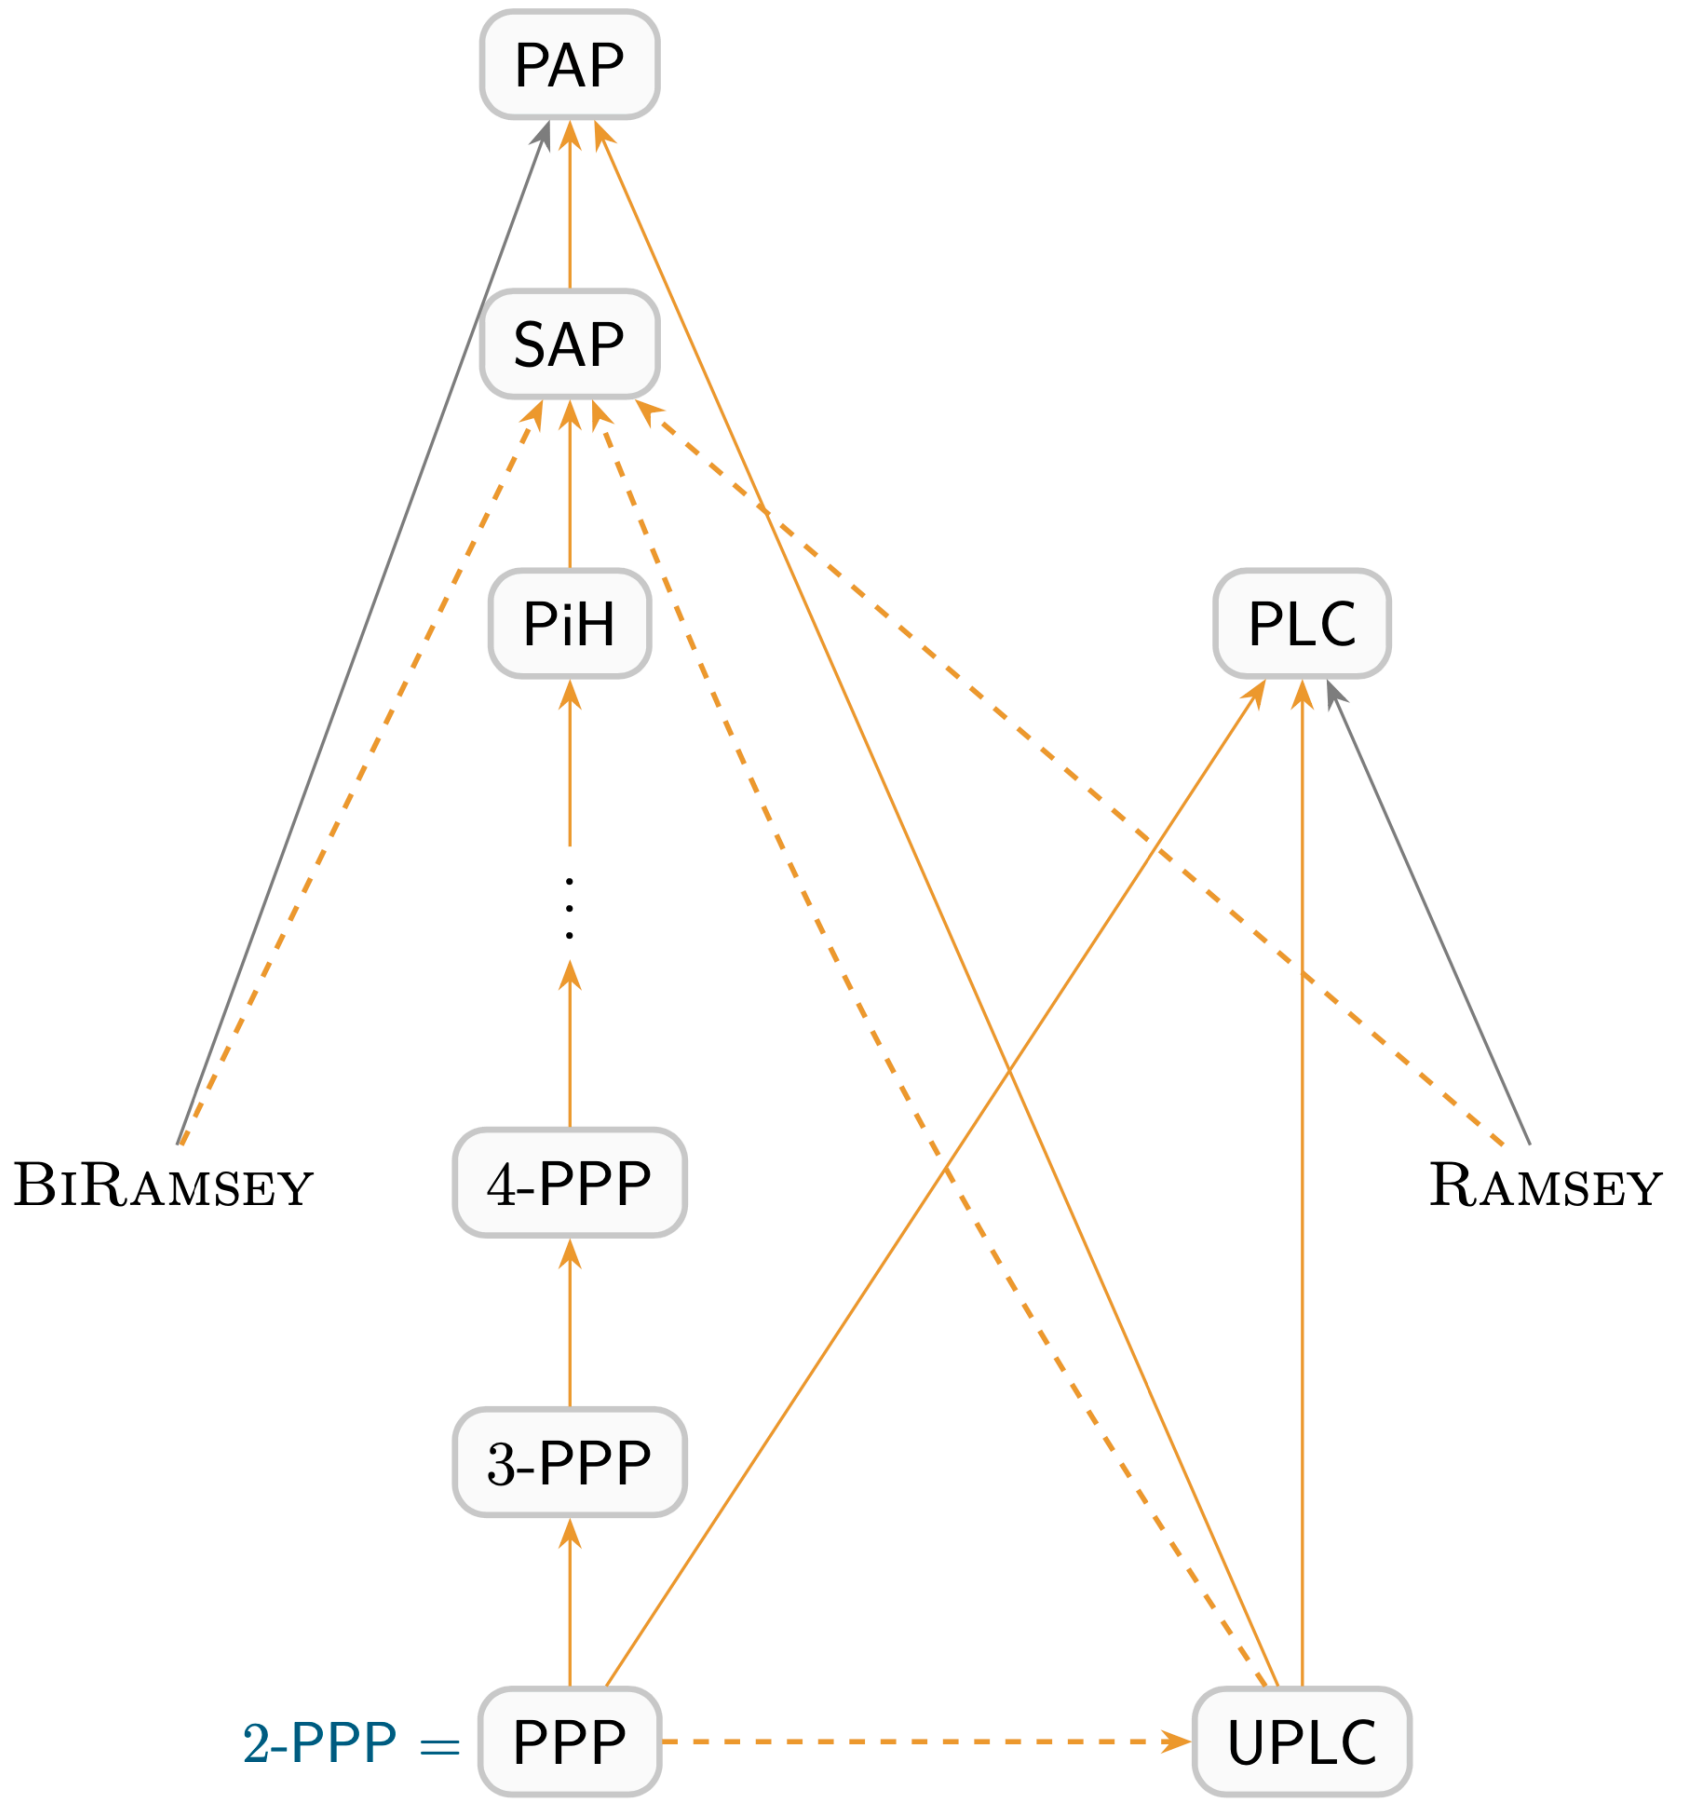 PAP
SAP
PiH
PLC
⋮
BIRAMSEY
4-PPP
RAMSEY
3-PPP
2-PPP = PPP
UPLC